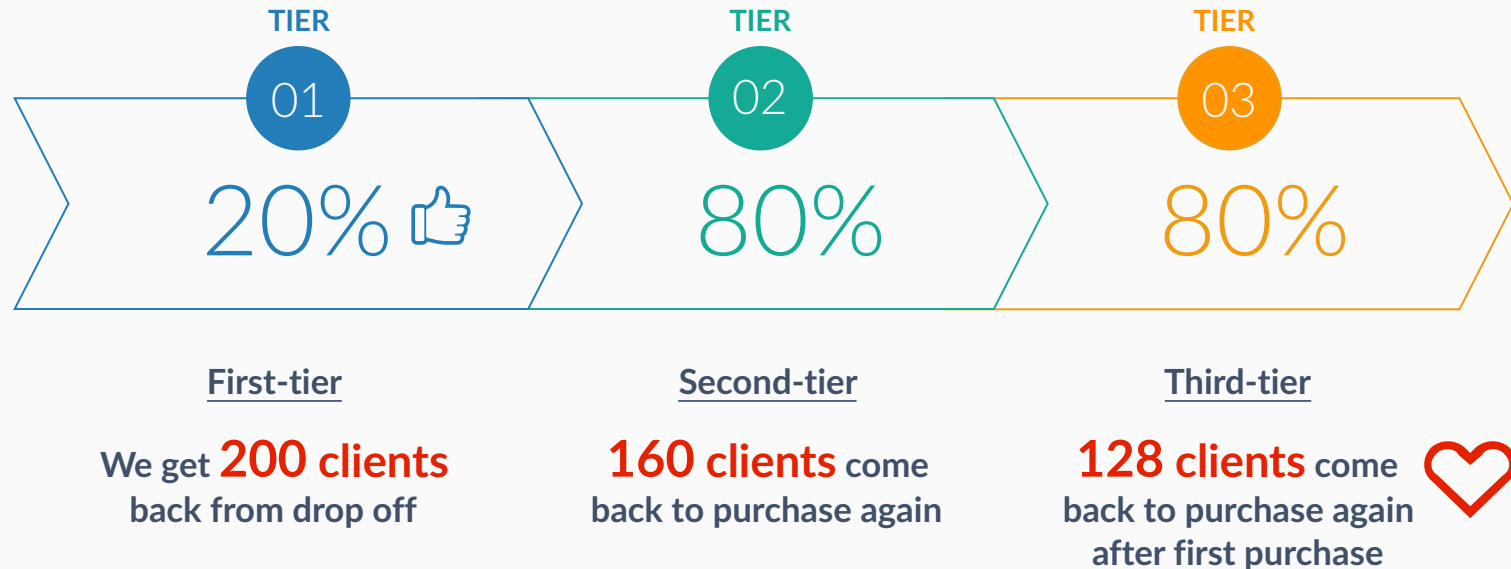 TIER
01
20%
First-tier
We get 200 clients
back from drop off
TIER
02
80%
Second-tier
160 clients come
back to purchase again
TIER
03
80%
Third-tier
128 clients come
back to purchase again
after first purchase